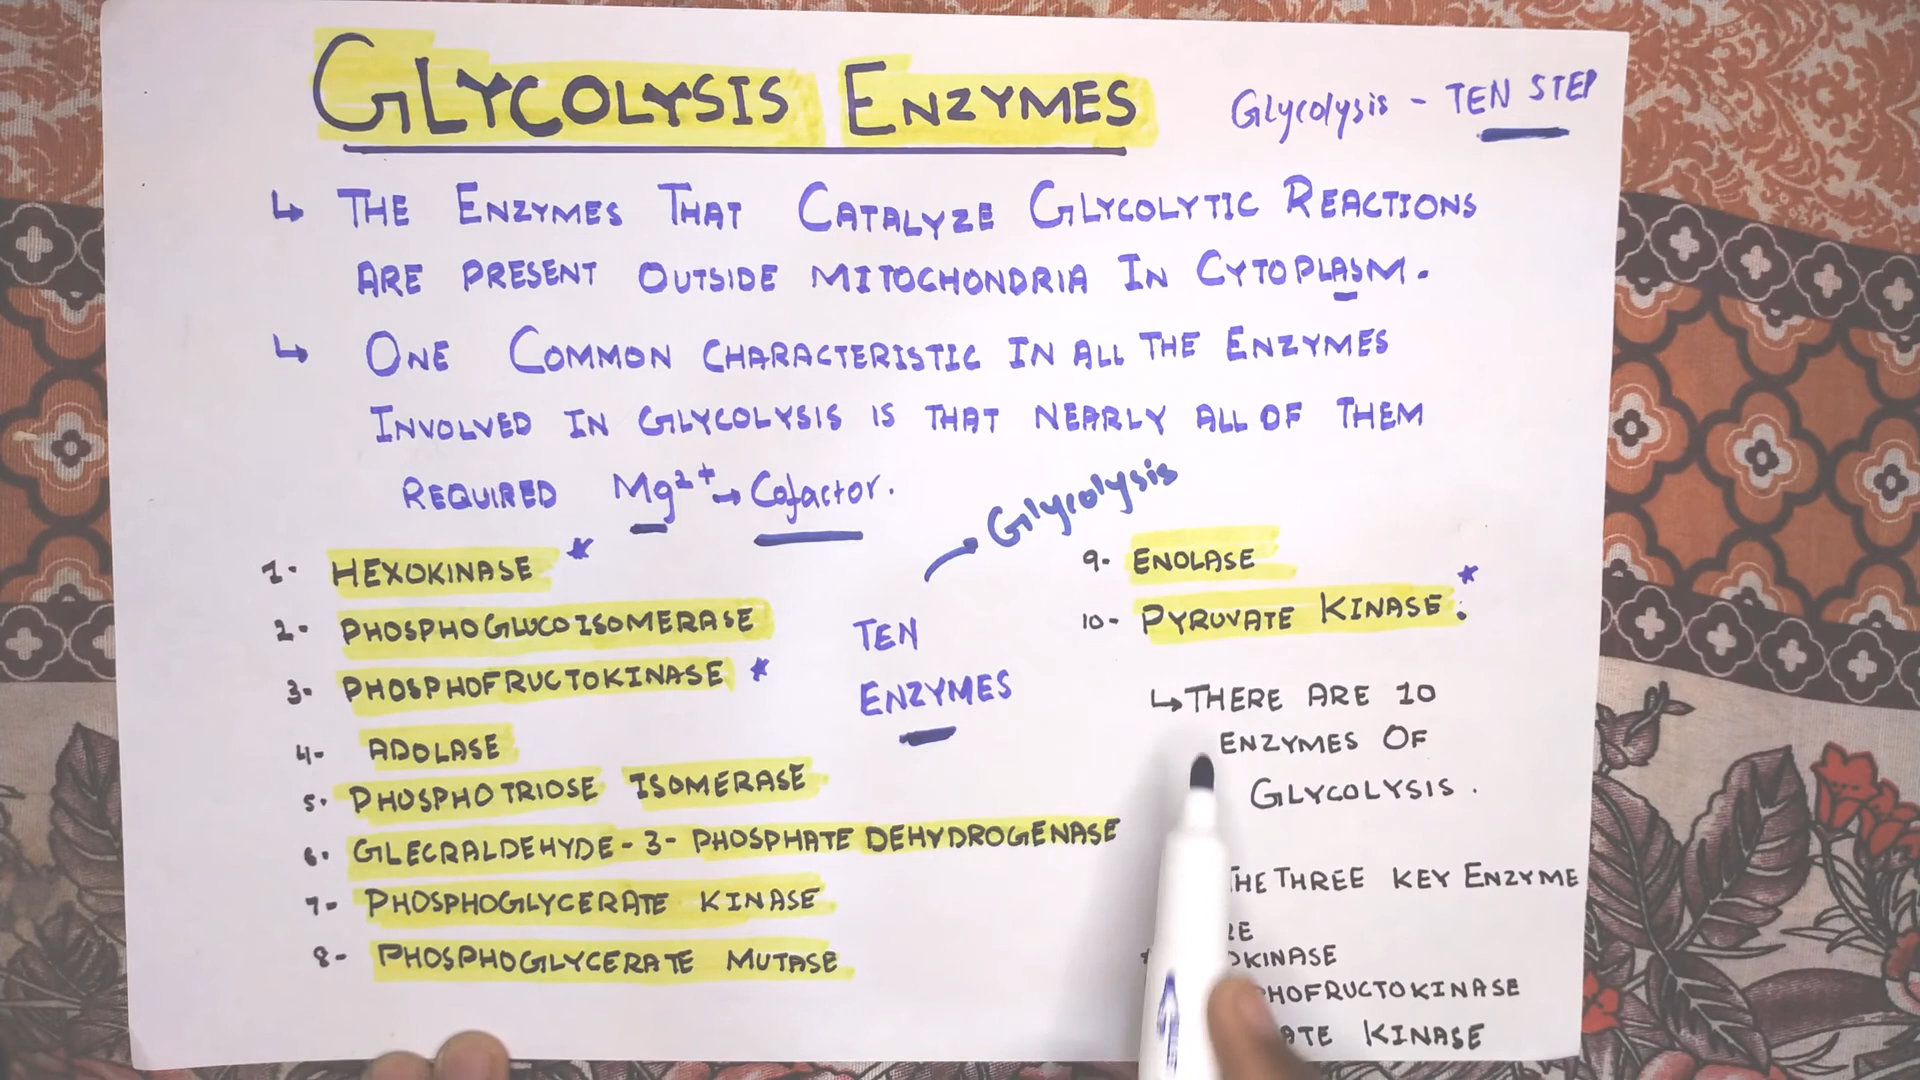 GLYCOLYSIS ENZYMES
Glycolysis - TEN STEP
↳ THE ENZYMES THAT CATALYZE GLYCOLYTIC REACTIONS
ARE PRESENT OUTSIDE MITOCHONDRIA IN CYTOPLASM.
↳ ONE COMMON CHARACTERISTIC IN ALL THE ENZYMES
INVOLVED IN GLYCOLYSIS IS THAT NEARLY ALL OF THEM
REQUIRED Mg2+ → Cofactor.
1- HEXOKINASE *
2- PHOSPHOGLUCOISOMERASE
3- PHOSPHOFRUCTOKINASE *
4- ADOLASE
5- PHOSPHOTRIOSE ISOMERASE
6- GLECRALDEHYDE-3-PHOSPHATE DEHYDROGENASE
7- PHOSPHOGLYCERATE KINASE
8- PHOSPHOGLYCERATE MUTASE
Glycolysis
TEN
ENZYMES
9- ENOLASE
10- PYRUVATE KINASE. *
↳ THERE ARE 10
ENZYMES OF
GLYCOLYSIS.
THREE KEY ENZYME
KINASE